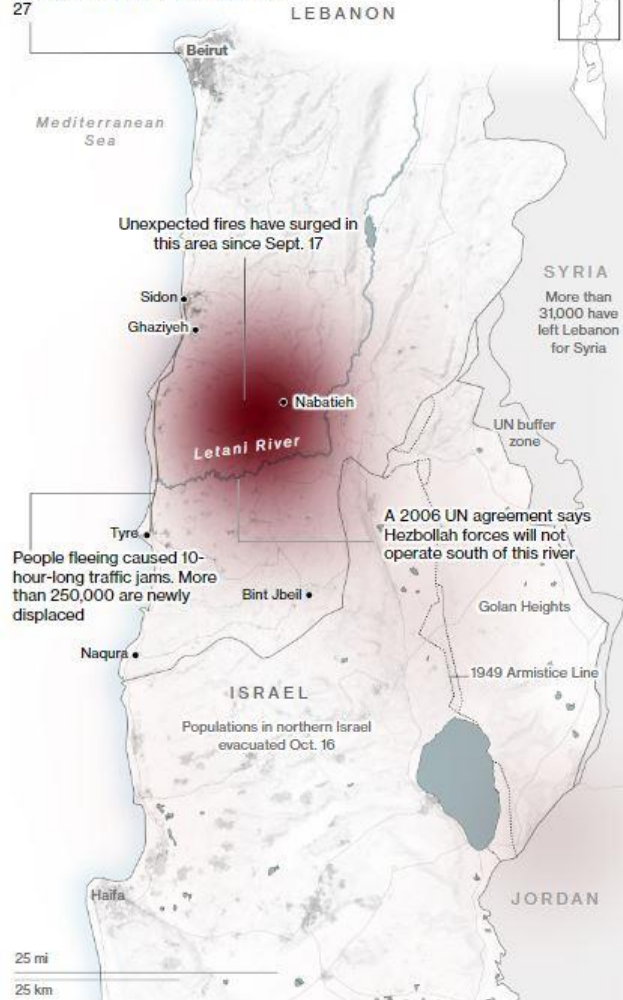 27
LEBANON
Beirut
Mediterranean
Sea
Unexpected fires have surged in
this area since Sept. 17
SYRIA
More than
31,000 have
left Lebanon
for Syria
Sidon
Ghaziyeh
Nabatieh
UN buffer
zone
Letani River
A 2006 UN agreement says
Hezbollah forces will not
operate south of this river
Tyre
People fleeing caused 10-
hour-long traffic jams. More
than 250,000 are newly
displaced
Bint Jbeil
Golan Heights
Naqura
1949 Armistice Line
ISRAEL
Populations in northern Israel
evacuated Oct. 16
Haifa
JORDAN
25 mi
25 km